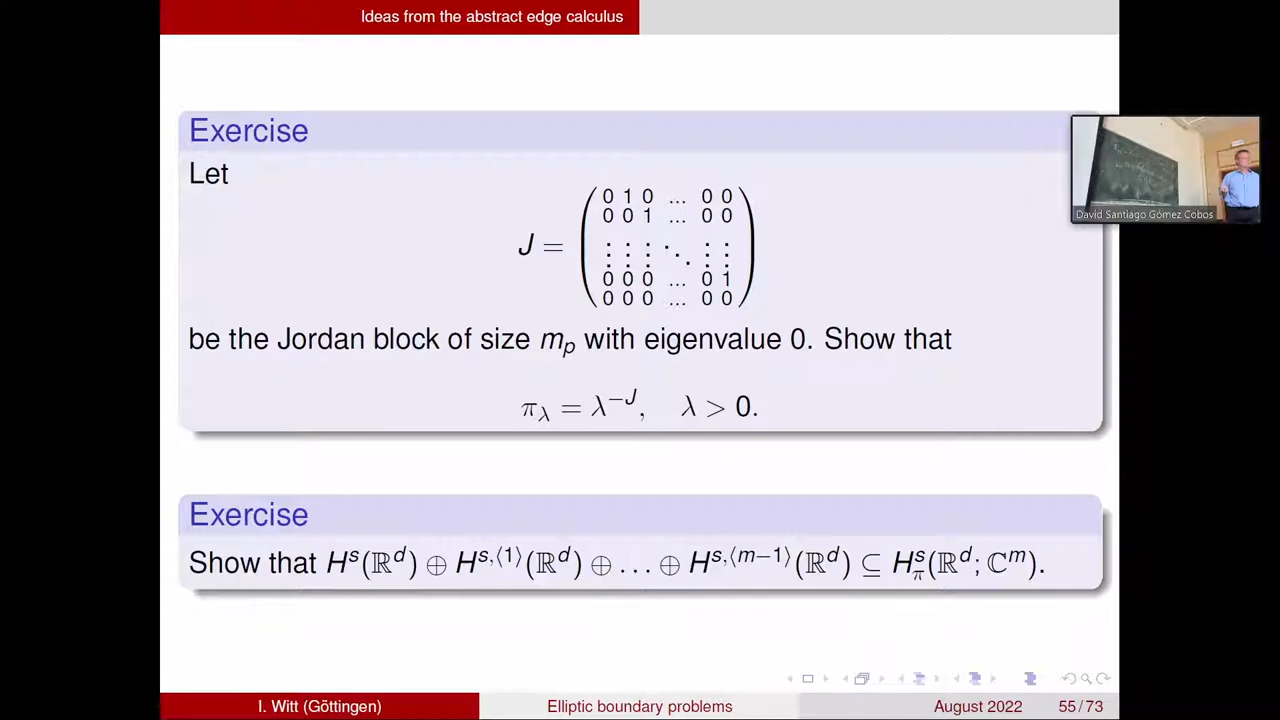 Ideas from the abstract edge calculus
Exercise
Let
J = ( 0 1 0 ... 0 0
0 0 1 ... 0 0
⋮ ⋮ ⋮ ⋱ ⋮ ⋮
0 0 0 ... 0 1
0 0 0 ... 0 0 )
be the Jordan block of size m_p with eigenvalue 0. Show that
π_λ = λ^{-J}, λ > 0.
Exercise
Show that H^s(ℝ^d) ⊕ H^{s,⟨1⟩}(ℝ^d) ⊕ … ⊕ H^{s,⟨m−1⟩}(ℝ^d) ⊆ H^s_π(ℝ^d; ℂ^m).
David Santiago Gómez Cobos
I. Witt (Göttingen) Elliptic boundary problems August 2022 55 / 73